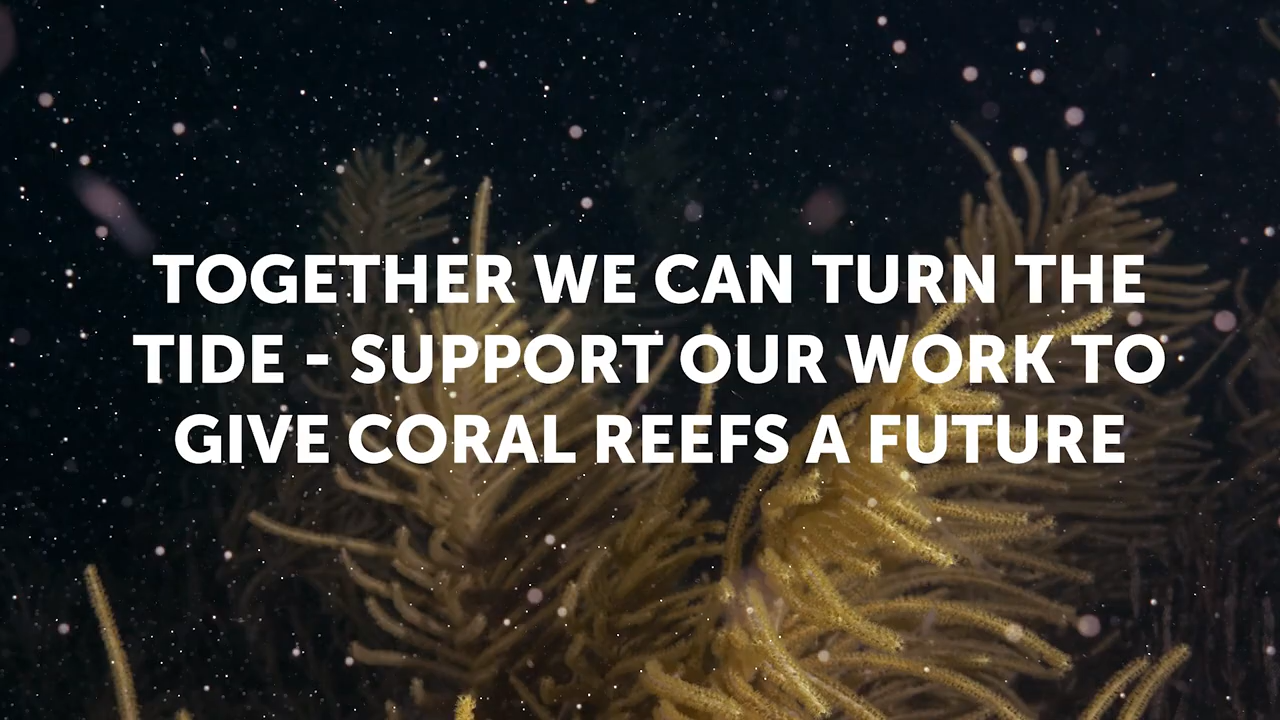 TOGETHER WE CAN TURN THE
TIDE - SUPPORT OUR WORK TO
GIVE CORAL REEFS A FUTURE